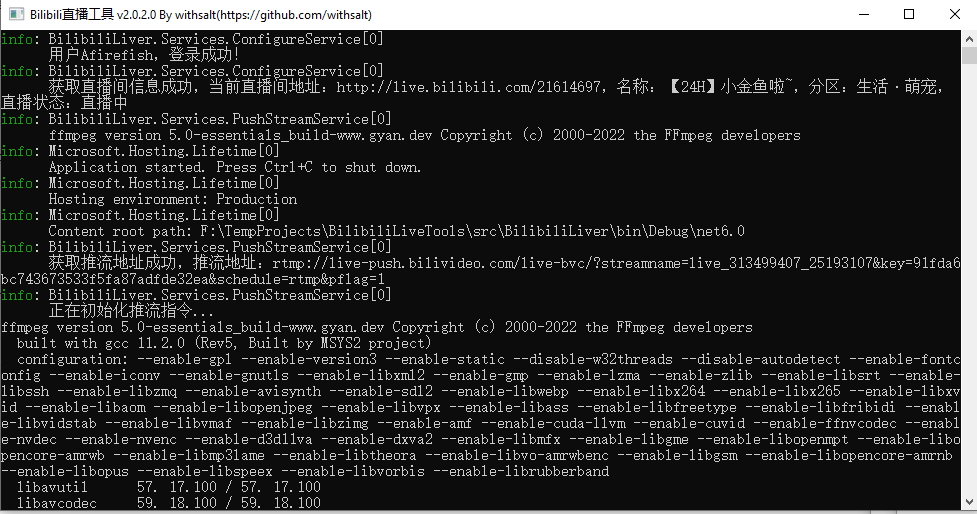 Bilibili直播工具 v2.0.2.0 By withsalt(https://github.com/withsalt)
info: BilibiliLiver.Services.ConfigureService[0]
用户Afirefish，登录成功！
info: BilibiliLiver.Services.ConfigureService[0]
获取直播间信息成功，当前直播间地址：http://live.bilibili.com/21614697，名称：【24H】小金鱼啦~，分区：生活·萌宠，
直播状态：直播中
info: BilibiliLiver.Services.PushStreamService[0]
ffmpeg version 5.0-essentials_build-www.gyan.dev Copyright (c) 2000-2022 the FFmpeg developers
info: Microsoft.Hosting.Lifetime[0]
Application started. Press Ctrl+C to shut down.
info: Microsoft.Hosting.Lifetime[0]
Hosting environment: Production
info: Microsoft.Hosting.Lifetime[0]
Content root path: F:\TempProjects\BilibiliLiveTools\src\BilibiliLiver\bin\Debug\net6.0
info: BilibiliLiver.Services.PushStreamService[0]
获取推流地址成功，推流地址：rtmp://live-push.bilivideo.com/live-bvc/?streamname=live_313499407_25193107&key=91fda6
bc743673533f5fa87adfde32ea&schedule=rtmp&pflag=1
info: BilibiliLiver.Services.PushStreamService[0]
正在初始化推流指令...
ffmpeg version 5.0-essentials_build-www.gyan.dev Copyright (c) 2000-2022 the FFmpeg developers
built with gcc 11.2.0 (Rev5, Built by MSYS2 project)
configuration: --enable-gpl --enable-version3 --enable-static --disable-w32threads --disable-autodetect --enable-fontc
onfig --enable-iconv --enable-gnutls --enable-libxml2 --enable-gmp --enable-lzma --enable-zlib --enable-libsrt --enable-
libssh --enable-libzmq --enable-avisynth --enable-sdl2 --enable-libwebp --enable-libx264 --enable-libx265 --enable-libxv
id --enable-libaom --enable-libopenjpeg --enable-libvpx --enable-libass --enable-libfreetype --enable-libfribidi --enabl
e-libvidstab --enable-libvmaf --enable-libzimg --enable-amf --enable-cuda-llvm --enable-cuvid --enable-ffnvcodec --enabl
e-nvdec --enable-nvenc --enable-d3d11va --enable-dxva2 --enable-libmfx --enable-libgme --enable-libopenmpt --enable-libo
pencore-amrwb --enable-libmp3lame --enable-libtheora --enable-libvo-amrwbenc --enable-libgsm --enable-libopencore-amrnb
--enable-libopus --enable-libspeex --enable-libvorbis --enable-librubberband
libavutil 57. 17.100 / 57. 17.100
libavcodec 59. 18.100 / 59. 18.100